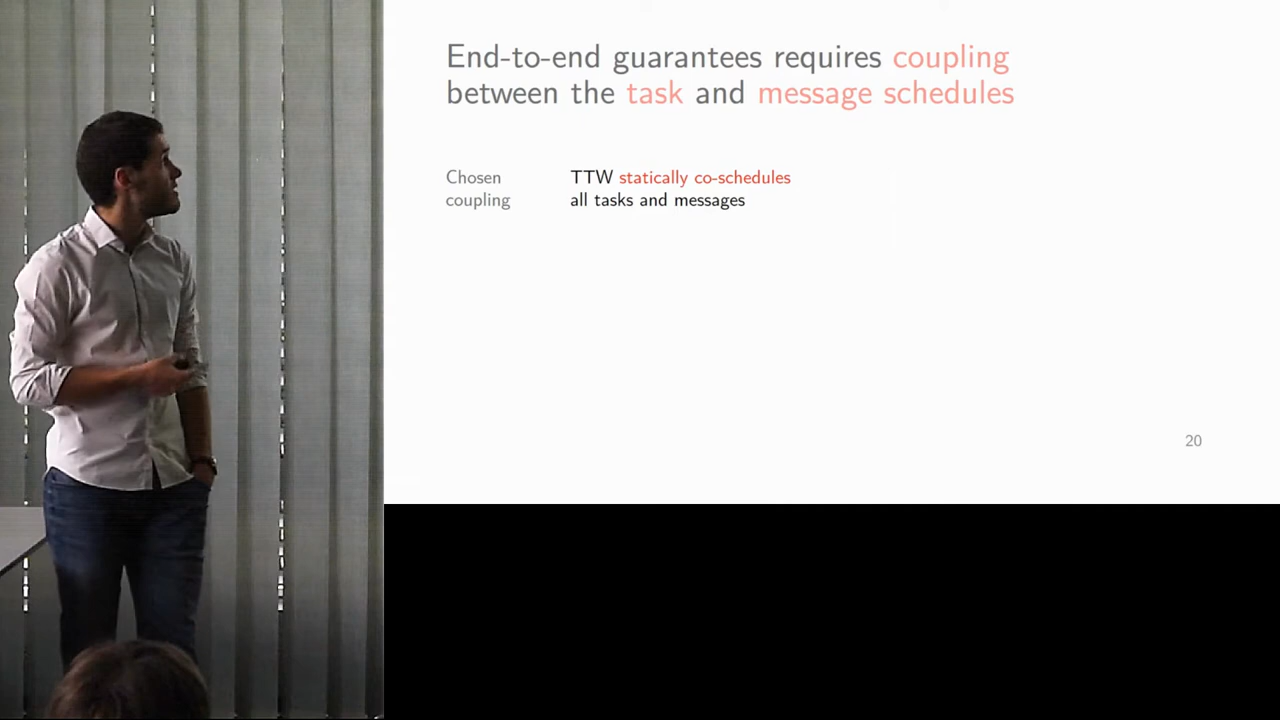 End-to-end guarantees requires coupling
between the task and message schedules
Chosen
coupling
TTW statically co-schedules
all tasks and messages
20